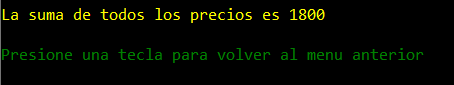 La suma de todos los precios es 1800
Presione una tecla para volver al menu anterior